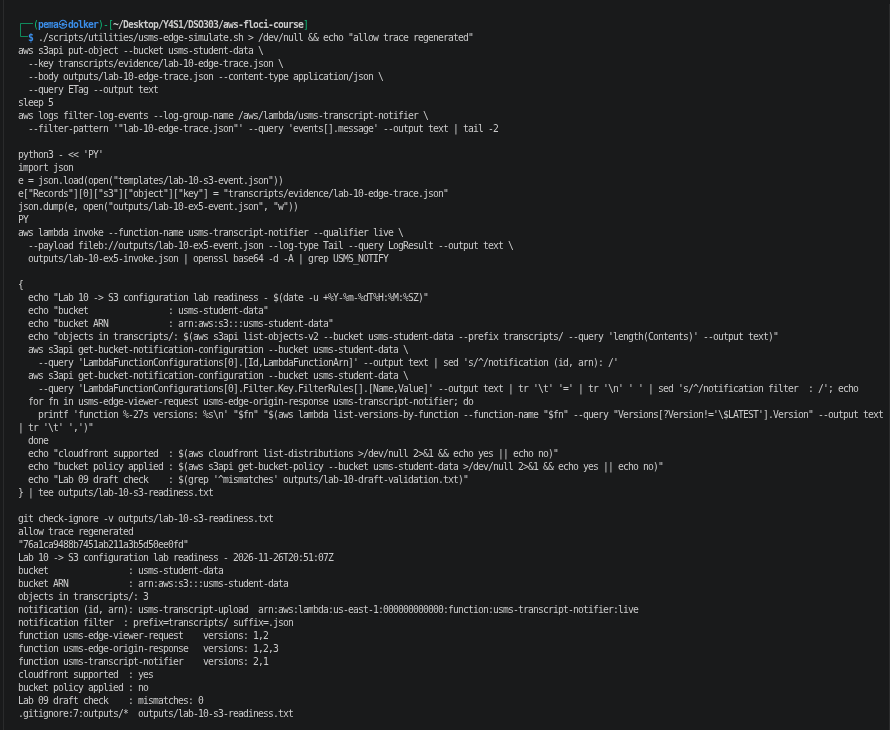 ┌──(pema㉿dolker)-[~/Desktop/Y4S1/DSO303/aws-floci-course]
└─$ ./scripts/utilities/usms-edge-simulate.sh > /dev/null && echo "allow trace regenerated"
aws s3api put-object --bucket usms-student-data \
  --key transcripts/evidence/lab-10-edge-trace.json \
  --body outputs/lab-10-edge-trace.json --content-type application/json \
  --query ETag --output text
sleep 5
aws logs filter-log-events --log-group-name /aws/lambda/usms-transcript-notifier \
  --filter-pattern '"lab-10-edge-trace.json"' --query 'events[].message' --output text | tail -2

python3 - << 'PY'
import json
e = json.load(open("templates/lab-10-s3-event.json"))
e["Records"][0]["s3"]["object"]["key"] = "transcripts/evidence/lab-10-edge-trace.json"
json.dump(e, open("outputs/lab-10-ex5-event.json", "w"))
PY
aws lambda invoke --function-name usms-transcript-notifier --qualifier live \
  --payload fileb://outputs/lab-10-ex5-event.json --log-type Tail --query LogResult --output text \
  outputs/lab-10-ex5-invoke.json | openssl base64 -d -A | grep USMS_NOTIFY

{
  echo "Lab 10 -> S3 configuration lab readiness - $(date -u +%Y-%m-%dT%H:%M:%SZ)"
  echo "bucket                : usms-student-data"
  echo "bucket ARN            : arn:aws:s3:::usms-student-data"
  echo "objects in transcripts/: $(aws s3api list-objects-v2 --bucket usms-student-data --prefix transcripts/ --query 'length(Contents)' --output text)"
  aws s3api get-bucket-notification-configuration --bucket usms-student-data \
    --query 'LambdaFunctionConfigurations[0].[Id,LambdaFunctionArn]' --output text | sed 's/^/notification (id, arn): /'
  aws s3api get-bucket-notification-configuration --bucket usms-student-data \
    --query 'LambdaFunctionConfigurations[0].Filter.Key.FilterRules[].[Name,Value]' --output text | tr '\t' '=' | tr '\n' ' ' | sed 's/^/notification filter  : /'; echo
  for fn in usms-edge-viewer-request usms-edge-origin-response usms-transcript-notifier; do
    printf 'function %-27s versions: %s\n' "$fn" "$(aws lambda list-versions-by-function --function-name "$fn" --query "Versions[?Version!='\$LATEST'].Version" --output text
| tr '\t' ',')"
  done
  echo "cloudfront supported  : $(aws cloudfront list-distributions >/dev/null 2>&1 && echo yes || echo no)"
  echo "bucket policy applied : $(aws s3api get-bucket-policy --bucket usms-student-data >/dev/null 2>&1 && echo yes || echo no)"
  echo "Lab 09 draft check    : $(grep '^mismatches' outputs/lab-10-draft-validation.txt)"
} | tee outputs/lab-10-s3-readiness.txt

git check-ignore -v outputs/lab-10-s3-readiness.txt
allow trace regenerated
"76a1ca9488b7451ab211a3b5d50ee0fd"
Lab 10 -> S3 configuration lab readiness - 2026-11-26T20:51:07Z
bucket                : usms-student-data
bucket ARN            : arn:aws:s3:::usms-student-data
objects in transcripts/: 3
notification (id, arn): usms-transcript-upload  arn:aws:lambda:us-east-1:000000000000:function:usms-transcript-notifier:live
notification filter  : prefix=transcripts/ suffix=.json
function usms-edge-viewer-request    versions: 1,2
function usms-edge-origin-response   versions: 1,2,3
function usms-transcript-notifier    versions: 2,1
cloudfront supported  : yes
bucket policy applied : no
Lab 09 draft check    : mismatches: 0
.gitignore:7:outputs/*  outputs/lab-10-s3-readiness.txt